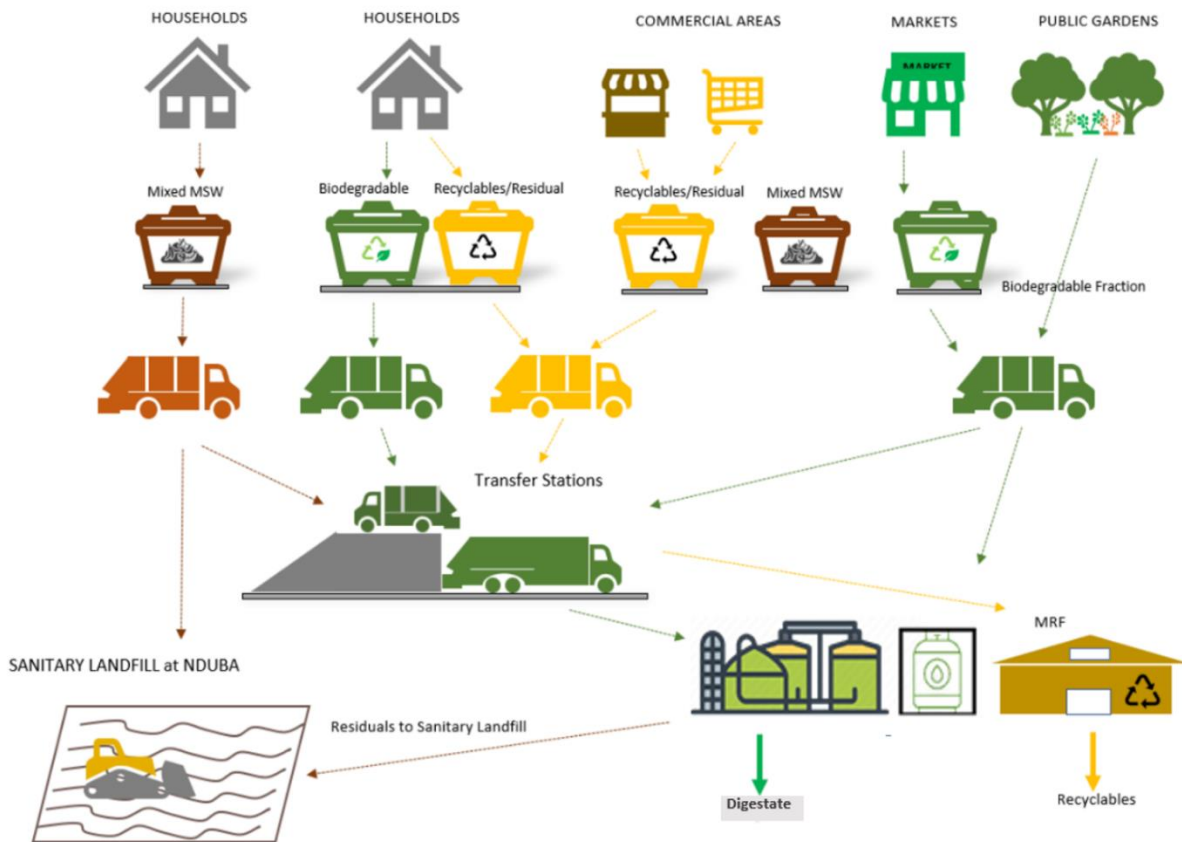 HOUSEHOLDS
HOUSEHOLDS
COMMERCIAL AREAS
MARKETS
PUBLIC GARDENS
MARKET
Mixed MSW
Biodegradable
Recyclables/Residual
Recyclables/Residual
Mixed MSW
Biodegradable Fraction
Transfer Stations
MRF
SANITARY LANDFILL at NDUBA
Residuals to Sanitary Landfill
Digestate
Recyclables